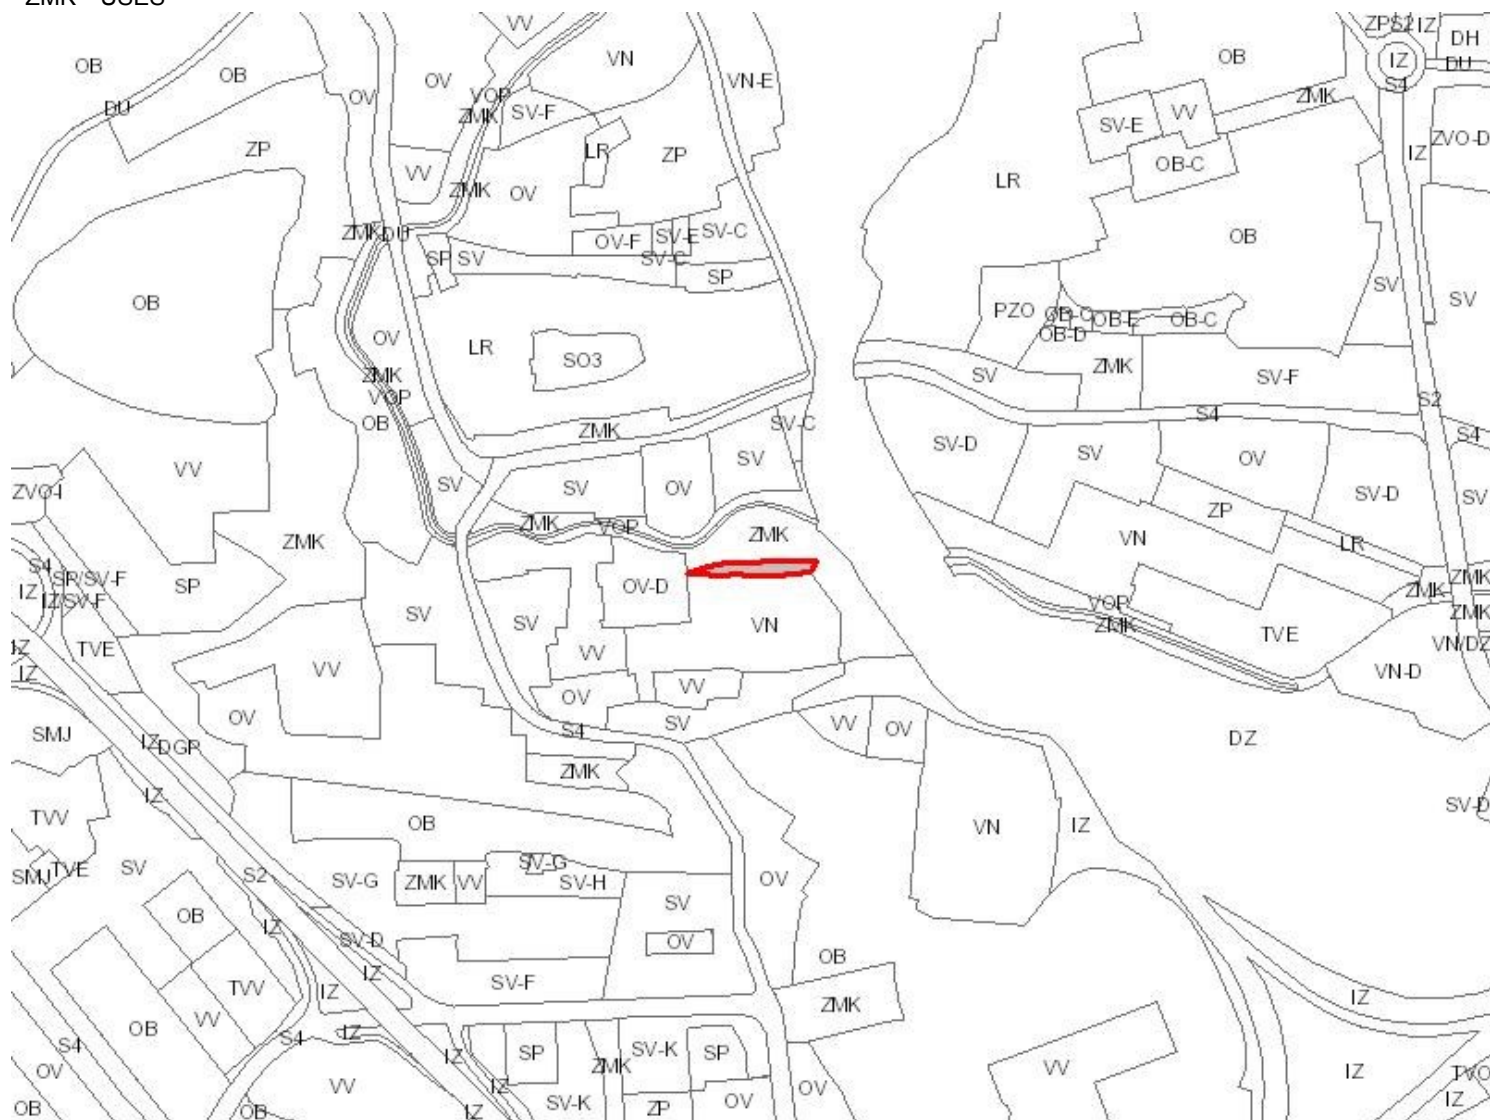 VV
ZP S2 IZ
DH
OB
OB
OV
OV
VN
VN-E
OB
IZ
DU
S4
DU
VOP
ZMK
SV-F
ZMK
SV-E
VV
ZP
LR
ZP
VV
ZMK
OV
LR
OB-C
IZ
ZVO-D
ZMK
DU
OV-F
SV-E
SV-C
SV-C
OB
SP
SV
SP
SV
SV
OB
PZO
OB-C
OB-D
OB-E
OB-C
OV
LR
SO3
ZMK
VOP
SV
ZMK
SV-F
S2
OB
ZMK
SV-C
S4
S4
VV
SV
SV
OV
SV
SV-D
SV
OV
SV-D
SV
ZVO-I
ZMK
ZMK
VOP
ZMK
VN
ZP
LR
S4
SP/SV-F
IZ
IZ/SV-F
SP
OV-D
ZMK
ZMK
VOP
ZMK
ZMK
SV
SV
VN
TVE
VN/DZ
IZ
TVE
IZ
VV
VV
VN-D
OV
OV
VV
SMJ
IZ
DGP
S4
SV
VV
OV
DZ
ZMK
IZ
TVV
OB
VN
IZ
SV-D
SMJ
TVE
SV
S2
SV-G
ZMK
VV
SV-G
SV-H
OV
SV
OB
IZ
SV-D
OV
IZ
SV-F
OB
TVV
IZ
ZMK
IZ
VV
OB
IZ
S4
S4
OV
IZ
SP
ZMK
SV-K
SP
VV
IZ
TVO
VV
IZ
OV
IZ
OB
OB
IZ
SV-K
ZP
OV